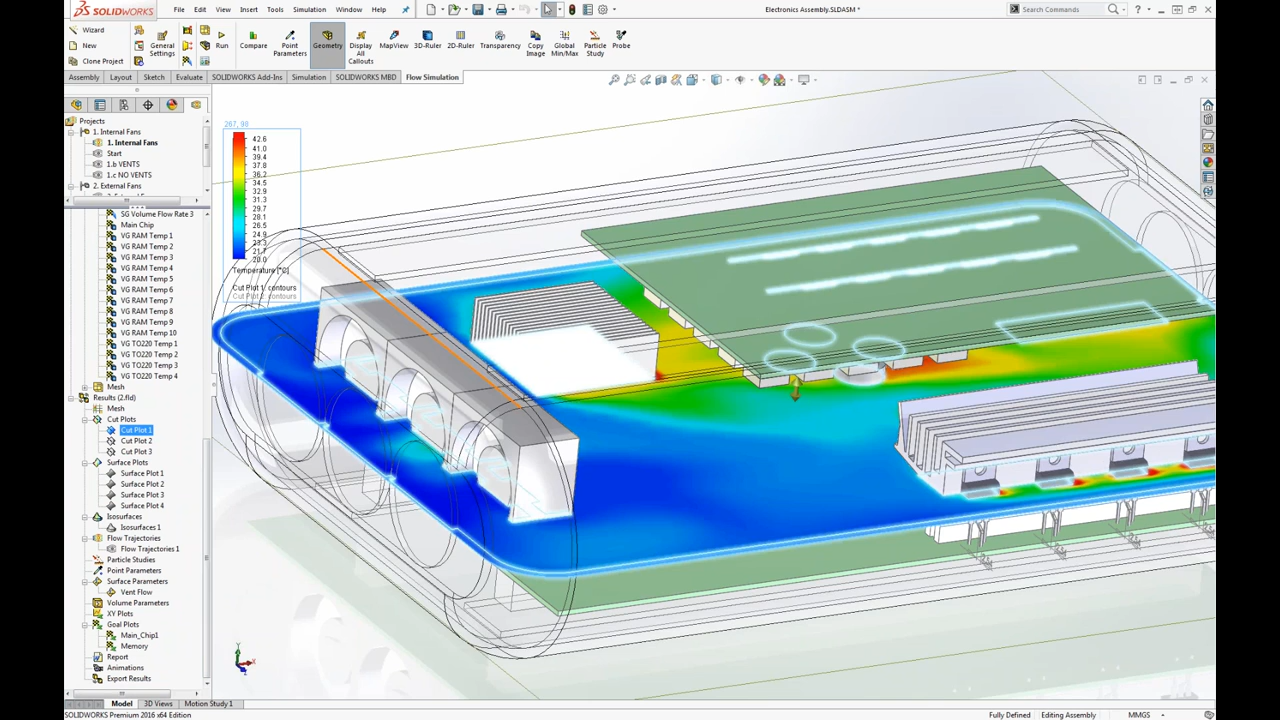 SOLIDWORKS
File Edit View Insert Tools Simulation Window Help
Electronics Assembly.SLDASM *
Search Commands
Wizard
New
Clone Project
General Settings
Run
Compare
Point Parameters
Geometry
Display All Callouts
MapView
3D-Ruler
2D-Ruler
Transparency
Copy Image
Global Min/Max
Particle Study
Probe
Assembly Layout Sketch Evaluate SOLIDWORKS Add-Ins Simulation SOLIDWORKS MBD Flow Simulation
Projects
1. Internal Fans
1. Internal Fans
Start
1.b VENTS
1.c NO VENTS
2. External Fans
SG Volume Flow Rate 3
Main Chip
VG RAM Temp 1
VG RAM Temp 2
VG RAM Temp 3
VG RAM Temp 4
VG RAM Temp 5
VG RAM Temp 6
VG RAM Temp 7
VG RAM Temp 8
VG RAM Temp 9
VG RAM Temp 10
VG TO220 Temp 1
VG TO220 Temp 2
VG TO220 Temp 3
VG TO220 Temp 4
Mesh
Results (2.fld)
Mesh
Cut Plots
Cut Plot 1
Cut Plot 2
Cut Plot 3
Surface Plots
Surface Plot 1
Surface Plot 2
Surface Plot 3
Surface Plot 4
Isosurfaces
Isosurfaces 1
Flow Trajectories
Flow Trajectories 1
Particle Studies
Point Parameters
Surface Parameters
Vent Flow
Volume Parameters
XY Plots
Goal Plots
Main_Chip1
Memory
Report
Animations
Export Results
267, 98
42.6
41.0
39.4
37.8
36.2
34.5
32.9
31.3
29.7
28.1
26.5
24.9
23.3
21.7
20.0
Temperature [°C]
Cut Plot 1: contours
Cut Plot 2: contours
Model 3D Views Motion Study 1
SOLIDWORKS Premium 2016 x64 Edition
Fully Defined Editing Assembly MMGS